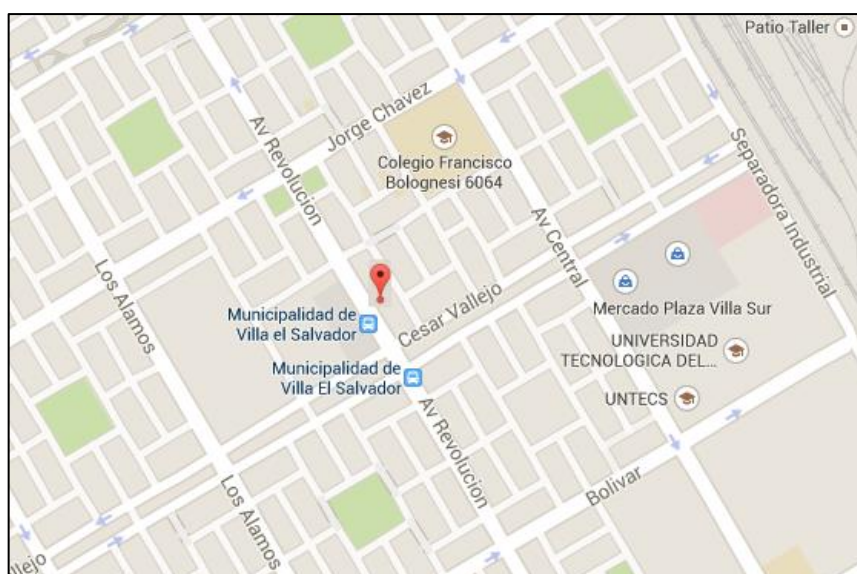 Patio Taller
Jorge Chavez
Colegio Francisco
Bolognesi 6064
Av Revolucion
Separadora Industrial
Av Central
Los Alamos
Municipalidad de
Villa el Salvador
Cesar Vallejo
Mercado Plaza Villa Sur
UNIVERSIDAD
TECNOLOGICA DEL...
Municipalidad de
Villa El Salvador
UNTECS
Av Revolucion
Bolivar
Los Alamos
llejo